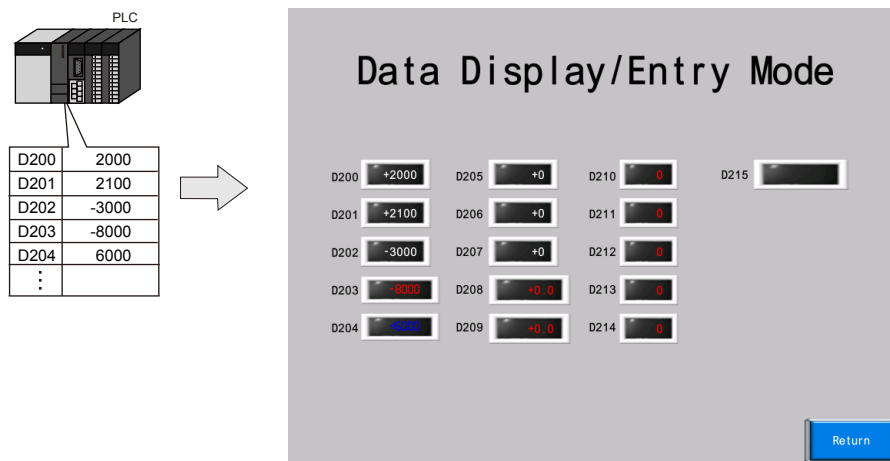 PLC
D200 2000
D201 2100
D202 -3000
D203 -8000
D204 6000
⋮
Data Display/Entry Mode
D200 +2000 D205 +0 D210 0 D215
D201 +2100 D206 +0 D211 0
D202 -3000 D207 +0 D212 0
D203 -8000 D208 +0.0 D213 0
D204 D209 +0.0 D214 0
Return